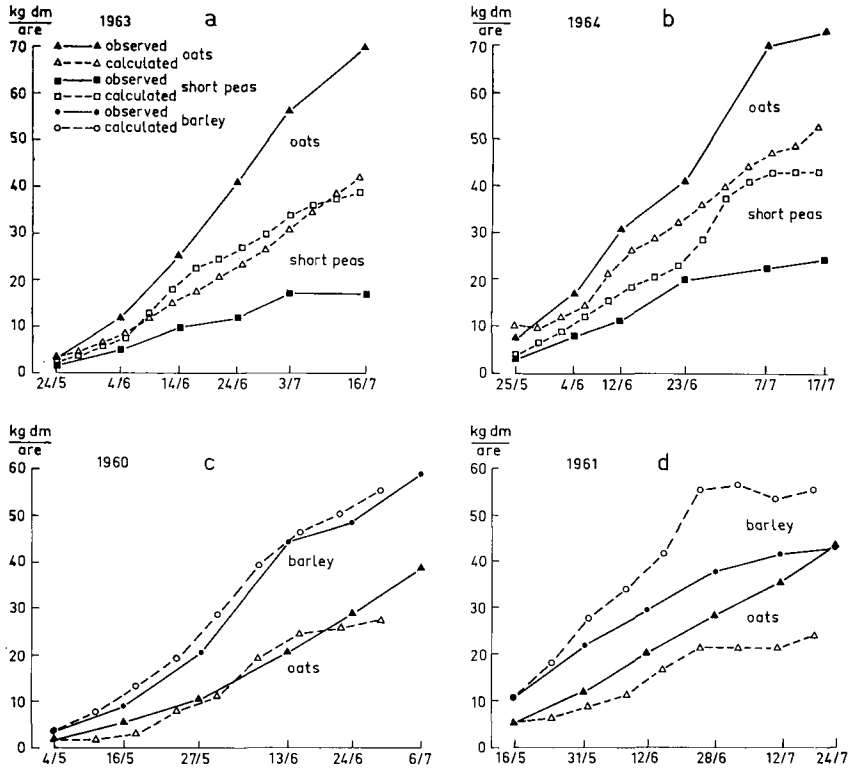 kg dm
are
1963
a
70
60
50
40
30
20
10
0
observed
calculated
oats
observed
calculated
short peas
observed
calculated
barley
oats
short peas
24/5 4/6 14/6 24/6 3/7 16/7
kg dm
are
1964
b
70
60
50
40
30
20
10
0
oats
short peas
25/5 4/6 12/6 23/6 7/7 17/7
kg dm
are
1960
c
60
50
40
30
20
10
0
barley
oats
4/5 16/5 27/5 13/6 24/6 6/7
kg dm
are
1961
d
60
50
40
30
20
10
0
barley
oats
16/5 31/5 12/6 28/6 12/7 24/7